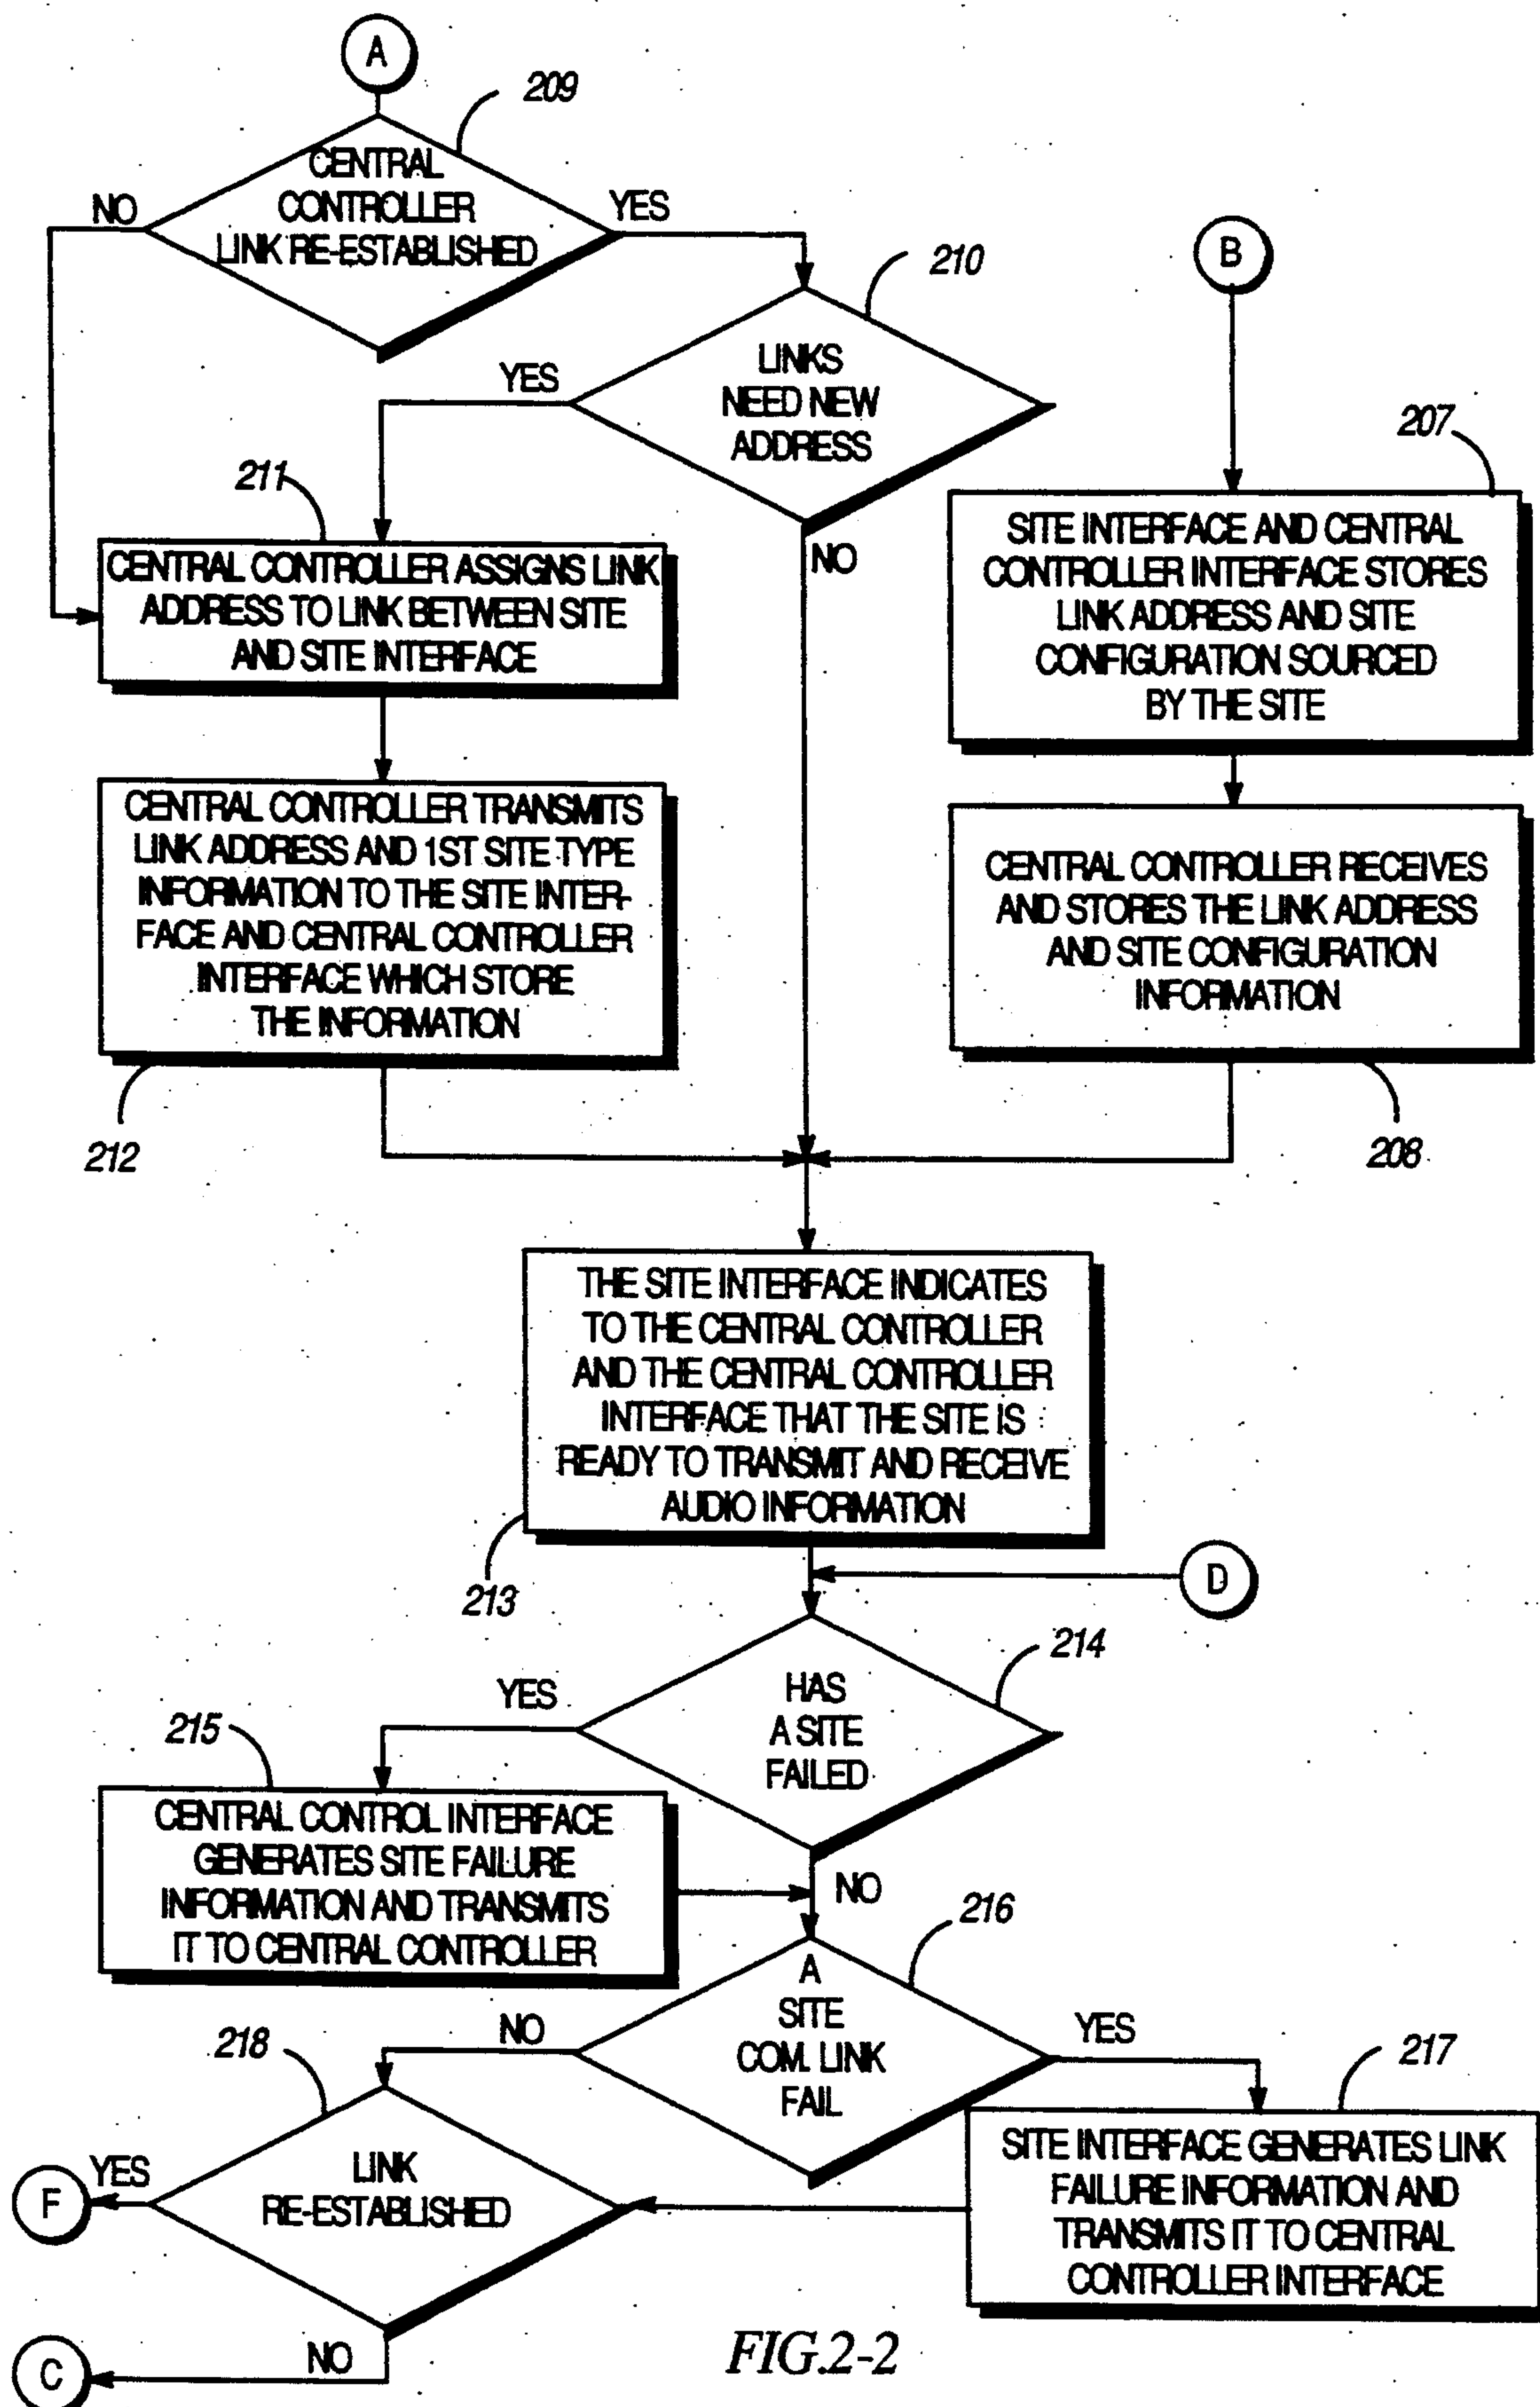 A
209
CENTRAL
CONTROLLER
LINK RE-ESTABLISHED
NO
YES
210
B
LINKS
NEED NEW
ADDRESS
YES
NO
207
SITE INTERFACE AND CENTRAL
CONTROLLER INTERFACE STORES
LINK ADDRESS AND SITE
CONFIGURATION SOURCED
BY THE SITE
211
CENTRAL CONTROLLER ASSIGNS LINK
ADDRESS TO LINK BETWEEN SITE
AND SITE INTERFACE
CENTRAL CONTROLLER TRANSMITS
LINK ADDRESS AND 1ST SITE TYPE
INFORMATION TO THE SITE INTER-
FACE AND CENTRAL CONTROLLER
INTERFACE WHICH STORE
THE INFORMATION
212
CENTRAL CONTROLLER RECEIVES
AND STORES THE LINK ADDRESS
AND SITE CONFIGURATION
INFORMATION
208
THE SITE INTERFACE INDICATES
TO THE CENTRAL CONTROLLER
AND THE CENTRAL CONTROLLER
INTERFACE THAT THE SITE IS
READY TO TRANSMIT AND RECEIVE
AUDIO INFORMATION
213
D
214
HAS
A SITE
FAILED
YES
NO
215
CENTRAL CONTROL INTERFACE
GENERATES SITE FAILURE
INFORMATION AND TRANSMITS
IT TO CENTRAL CONTROLLER
216
A
SITE
COM. LINK
FAIL
NO
YES
217
SITE INTERFACE GENERATES LINK
FAILURE INFORMATION AND
TRANSMITS IT TO CENTRAL
CONTROLLER INTERFACE
218
LINK
RE-ESTABLISHED
YES
F
NO
C
FIG.2-2